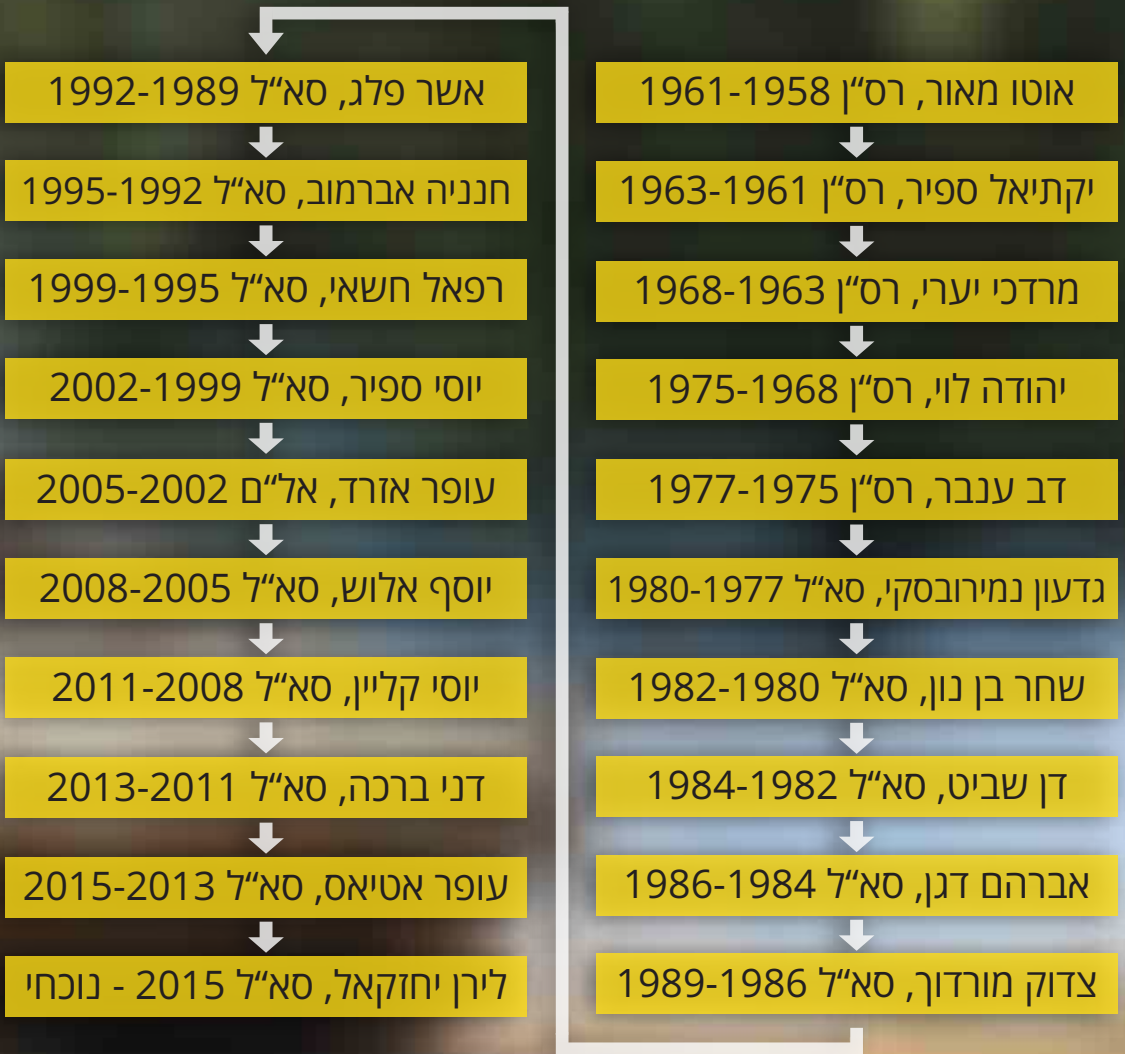 אוטו מאור, רס“ן 1961-1958
יקתיאל ספיר, רס“ן 1963-1961
מרדכי יערי, רס“ן 1968-1963
יהודה לוי, רס“ן 1975-1968
דב ענבר, רס“ן 1977-1975
גדעון נמירובסקי, סא“ל 1980-1977
שחר בן נון, סא“ל 1982-1980
דן שביט, סא“ל 1984-1982
אברהם דגן, סא“ל 1986-1984
צדוק מורדוך, סא“ל 1989-1986
אשר פלג, סא“ל 1992-1989
חנניה אברמוב, סא“ל 1995-1992
רפאל חשאי, סא“ל 1999-1995
יוסי ספיר, סא“ל 2002-1999
עופר אזרד, אל“ם 2005-2002
יוסף אלוש, סא“ל 2008-2005
יוסי קליין, סא“ל 2011-2008
דני ברכה, סא“ל 2013-2011
עופר אטיאס, סא“ל 2015-2013
לירן יחזקאל, סא“ל 2015 - נוכחי